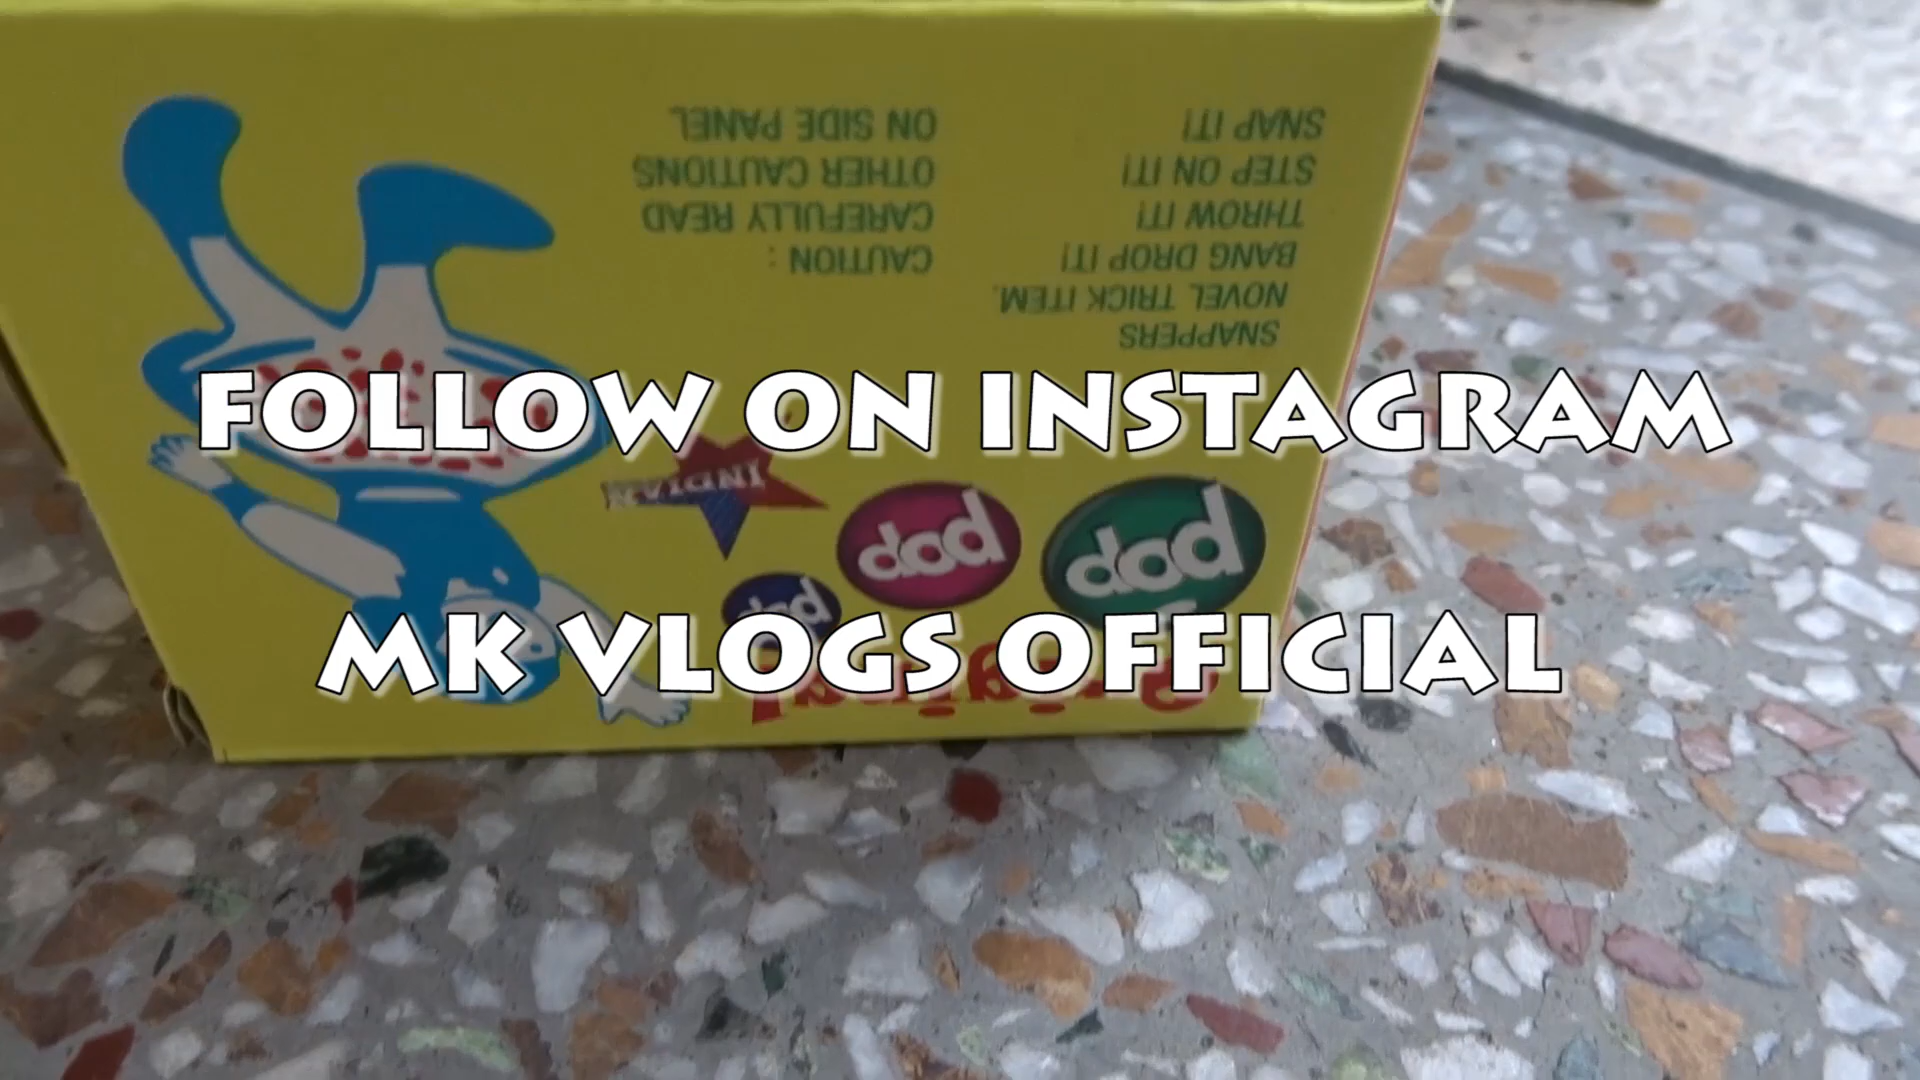 FOLLOW ON INSTAGRAM
MK VLOGS OFFICIAL
Original
pop
pop
pop
INDIAN
SNAPPERS
NOVEL TRICK ITEM.
BANG DROP IT!
THROW IT!
STEP ON IT!
SNAP IT!
CAUTION :
CAREFULLY READ
OTHER CAUTIONS
ON SIDE PANEL